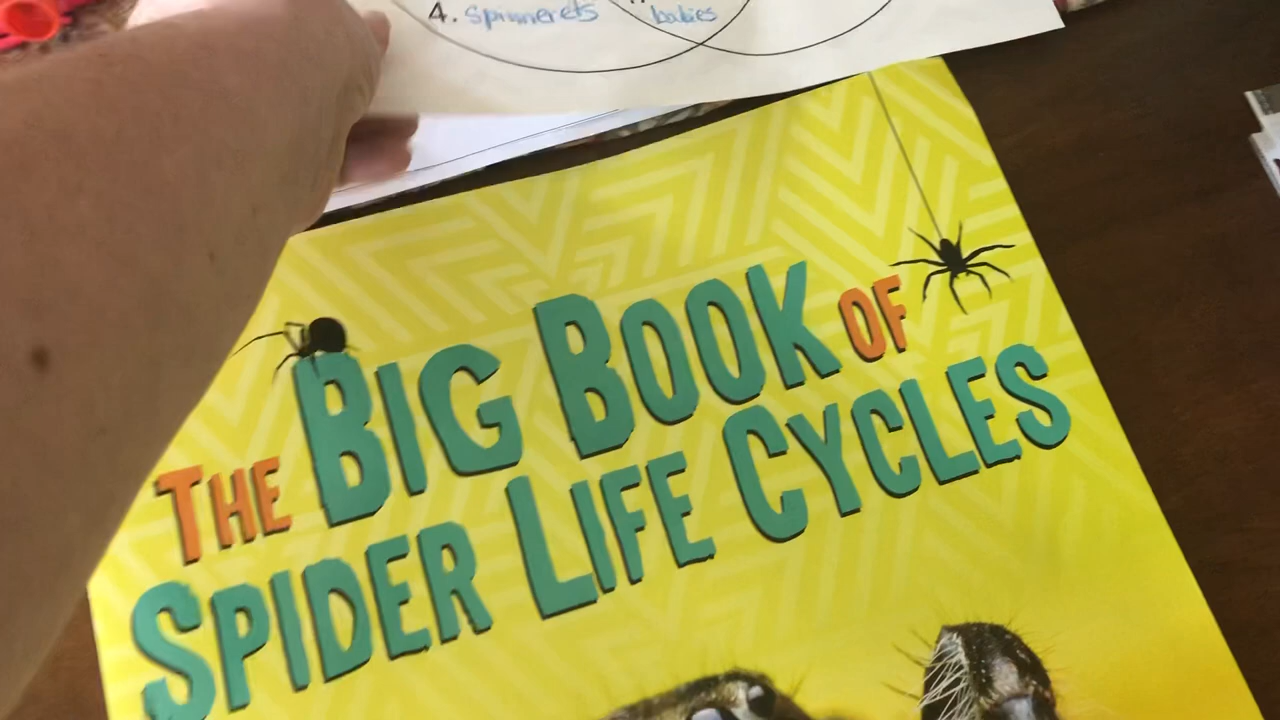 4. spinnerets
babies
THE BIG BOOK OF
SPIDER LIFE CYCLES